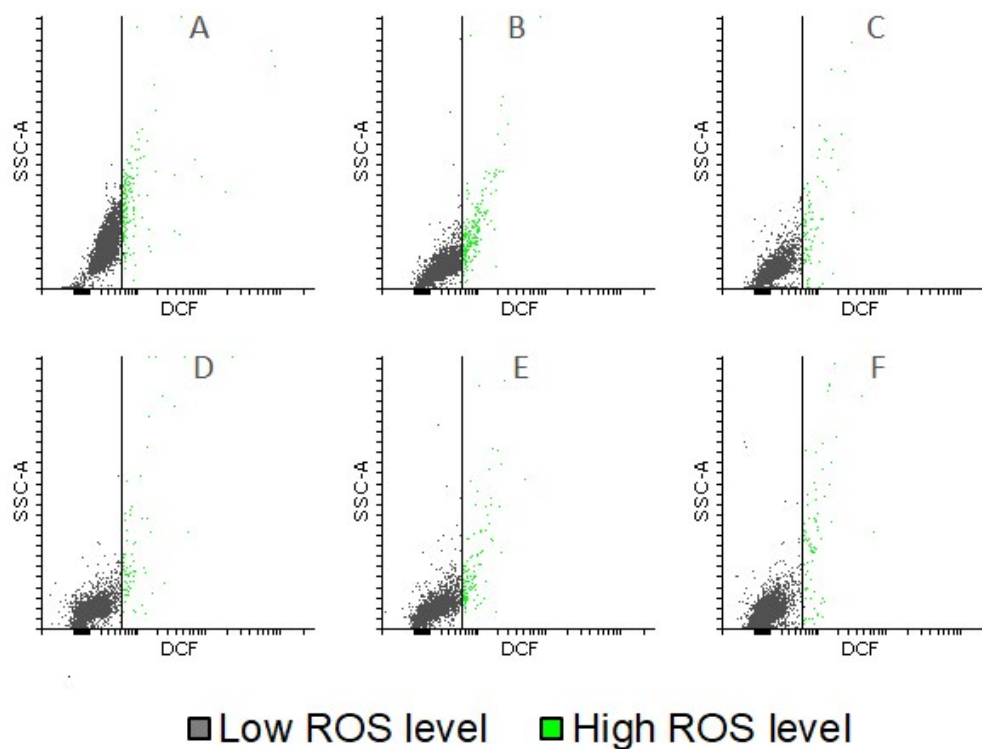 A
B
C
SSC-A
SSC-A
SSC-A
DCF
DCF
DCF
D
E
F
SSC-A
SSC-A
SSC-A
DCF
DCF
DCF
Low ROS level
High ROS level